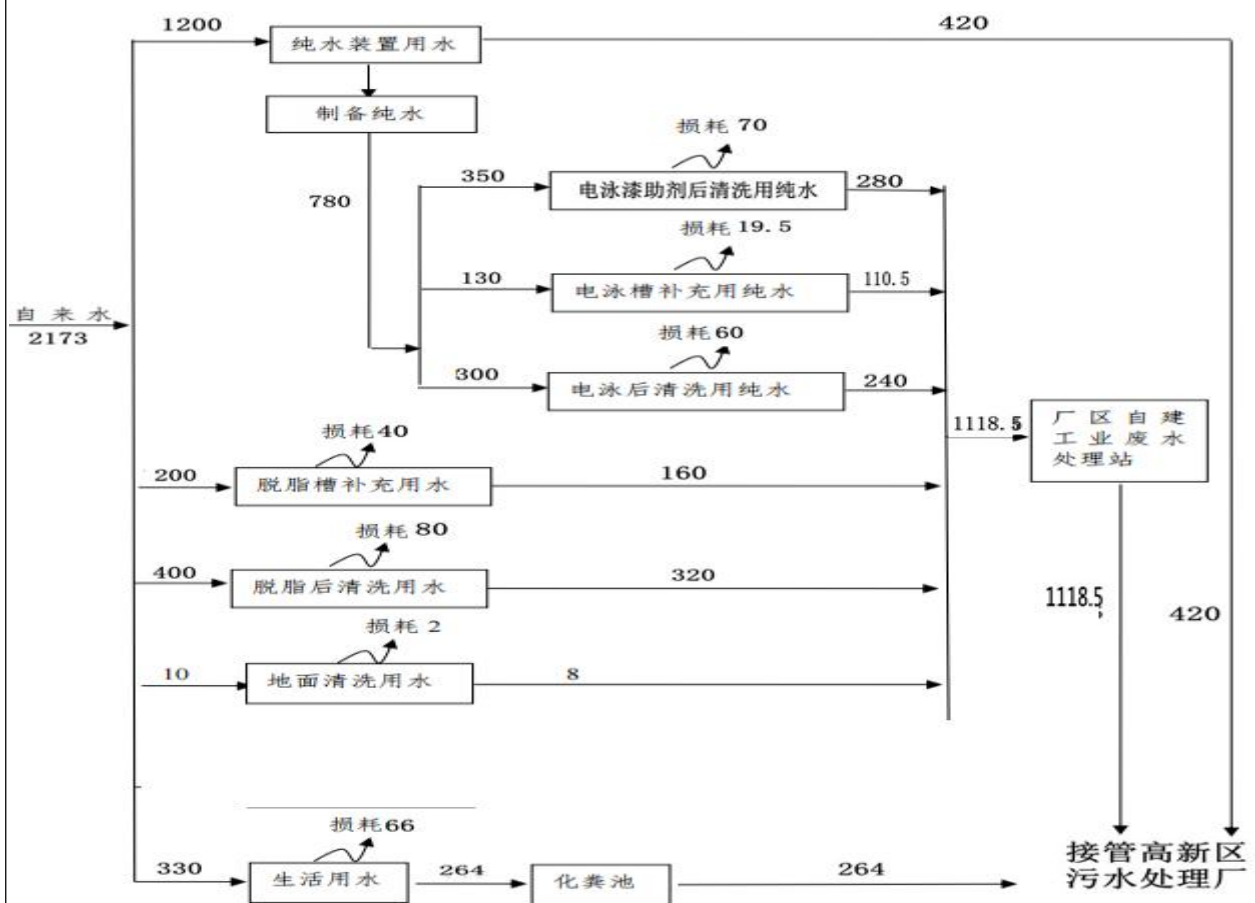 1200
纯水装置用水
420
制备纯水
损耗 70
780
350
电泳漆助剂后清洗用纯水
280
损耗 19.5
130
电泳槽补充用纯水
110.5
自来水
2173
损耗60
300
电泳后清洗用纯水
240
1118.5
厂区自建
工业废水
处理站
损耗40
200
脱脂槽补充用水
160
损耗 80
400
脱脂后清洗用水
320
1118.5
420
损耗 2
10
地面清洗用水
8
损耗66
330
生活用水
264
化粪池
264
接管高新区
污水处理厂